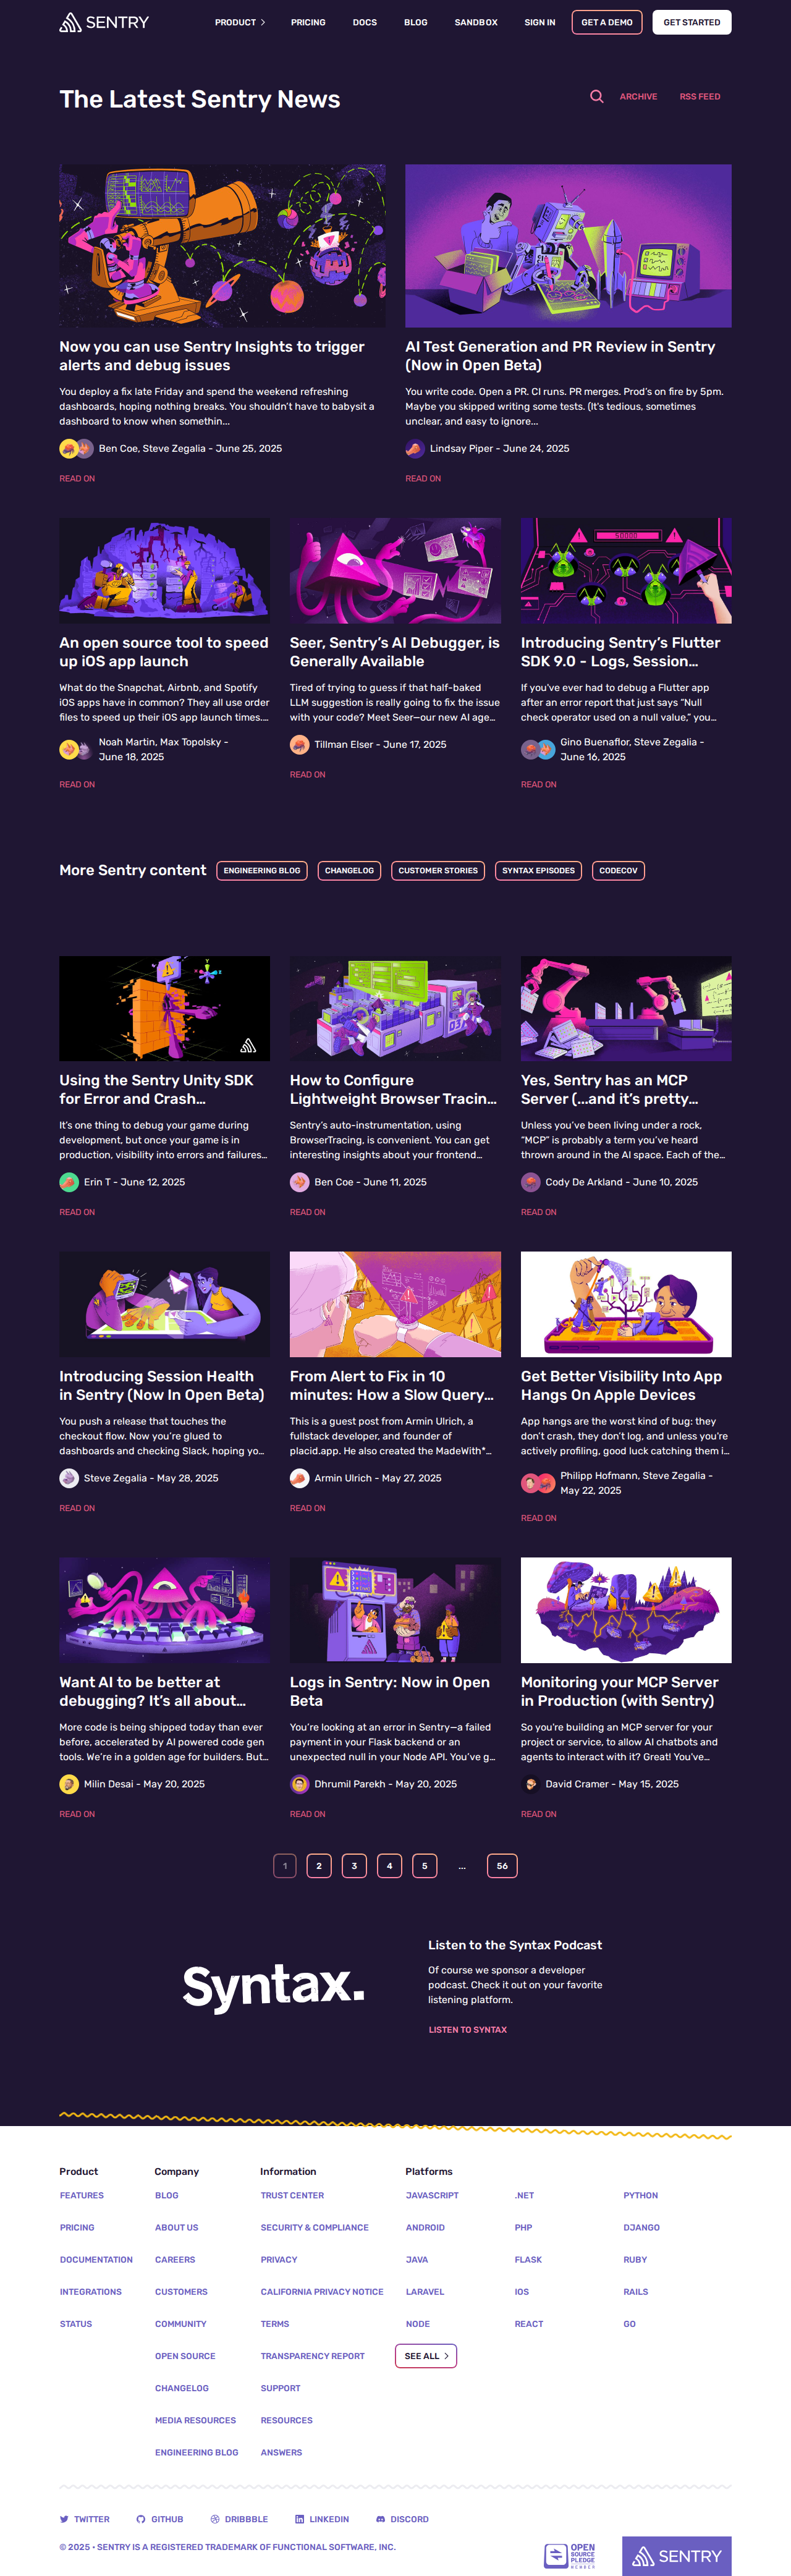 SENTRY
PRODUCT
PRICING
DOCS
BLOG
SANDBOX
SIGN IN
GET A DEMO
GET STARTED
The Latest Sentry News
ARCHIVE
RSS FEED
Now you can use Sentry Insights to trigger
alerts and debug issues
You deploy a fix late Friday and spend the weekend refreshing
dashboards, hoping nothing breaks. You shouldn't have to babysit a
dashboard to know when somethin...
Ben Coe, Steve Zegalia - June 25, 2025
READ ON
AI Test Generation and PR Review in Sentry
(Now in Open Beta)
You write code. Open a PR. CI runs. PR merges. Prod's on fire by 5pm.
Maybe you skipped writing some tests. (It's tedious, sometimes
unclear, and easy to ignore...
Lindsay Piper - June 24, 2025
READ ON
An open source tool to speed
up iOS app launch
What do the Snapchat, Airbnb, and Spotify
iOS apps have in common? They all use order
files to speed up their iOS app launch times....
Noah Martin, Max Topolsky -
June 18, 2025
READ ON
Seer, Sentry's AI Debugger, is
Generally Available
Tired of trying to guess if that half-baked
LLM suggestion is really going to fix the issue
with your code? Meet Seer—our new AI age...
Tillman Elser - June 17, 2025
READ ON
Introducing Sentry's Flutter
SDK 9.0 - Logs, Session...
If you've ever had to debug a Flutter app
after an error report that just says "Null
check operator used on a null value," you...
Gino Buenaflor, Steve Zegalia -
June 16, 2025
READ ON
More Sentry content
ENGINEERING BLOG
CHANGELOG
CUSTOMER STORIES
SYNTAX EPISODES
CODECOV
Using the Sentry Unity SDK
for Error and Crash...
It's one thing to debug your game during
development, but once your game is in
production, visibility into errors and failures...
Erin T - June 12, 2025
READ ON
How to Configure
Lightweight Browser Tracin...
Sentry's auto-instrumentation, using
BrowserTracing, is convenient. You can get
interesting insights about your frontend...
Ben Coe - June 11, 2025
READ ON
Yes, Sentry has an MCP
Server (...and it's pretty...
Unless you've been living under a rock,
"MCP" is probably a term you've heard
thrown around in the AI space. Each of the...
Cody De Arkland - June 10, 2025
READ ON
Introducing Session Health
in Sentry (Now In Open Beta)
You push a release that touches the
checkout flow. Now you're glued to
dashboards and checking Slack, hoping yo...
Steve Zegalia - May 28, 2025
READ ON
From Alert to Fix in 10
minutes: How a Slow Query...
This is a guest post from Armin Ulrich, a
fullstack developer, and founder of
placid.app. He also created the MadeWith*...
Armin Ulrich - May 27, 2025
READ ON
Get Better Visibility Into App
Hangs On Apple Devices
App hangs are the worst kind of bug: they
don't crash, they don't log, and unless you're
actively profiling, good luck catching them i...
Philipp Hofmann, Steve Zegalia -
May 22, 2025
READ ON
Want AI to be better at
debugging? It's all about...
More code is being shipped today than ever
before, accelerated by AI powered code gen
tools. We're in a golden age for builders. But...
Milin Desai - May 20, 2025
READ ON
Logs in Sentry: Now in Open
Beta
You're looking at an error in Sentry—a failed
payment in your Flask backend or an
unexpected null in your Node API. You've g...
Dhrumil Parekh - May 20, 2025
READ ON
Monitoring your MCP Server
in Production (with Sentry)
So you're building an MCP server for your
project or service, to allow AI chatbots and
agents to interact with it? Great! You've...
David Cramer - May 15, 2025
READ ON
1
2
3
4
5
...
56
Syntax.
Listen to the Syntax Podcast
Of course we sponsor a developer
podcast. Check it out on your favorite
listening platform.
LISTEN TO SYNTAX
Product
FEATURES
PRICING
DOCUMENTATION
INTEGRATIONS
STATUS
Company
BLOG
ABOUT US
CAREERS
CUSTOMERS
COMMUNITY
OPEN SOURCE
CHANGELOG
MEDIA RESOURCES
ENGINEERING BLOG
Information
TRUST CENTER
SECURITY & COMPLIANCE
PRIVACY
CALIFORNIA PRIVACY NOTICE
TERMS
TRANSPARENCY REPORT
SUPPORT
RESOURCES
ANSWERS
Platforms
JAVASCRIPT
ANDROID
JAVA
LARAVEL
NODE
SEE ALL
.NET
PHP
FLASK
IOS
REACT
PYTHON
DJANGO
RUBY
RAILS
GO
TWITTER
GITHUB
DRIBBBLE
LINKEDIN
DISCORD
© 2025 • SENTRY IS A REGISTERED TRADEMARK OF FUNCTIONAL SOFTWARE, INC.
OPEN
SOURCE
PLEDGE
MEMBER
SENTRY